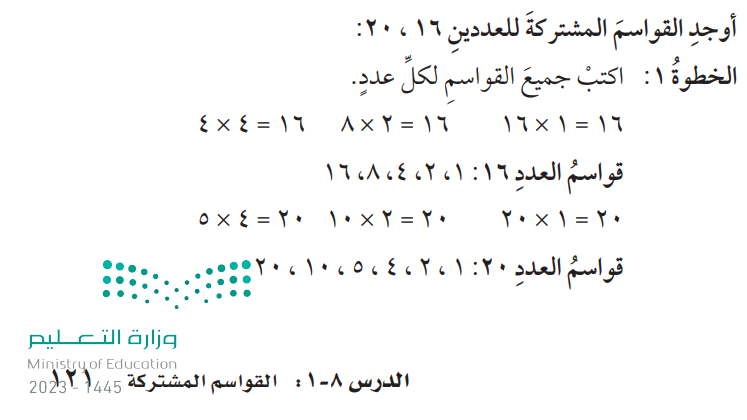 أوجدِ القواسمَ المشتركةَ للعددينِ ١٦ ، ٢٠:
الخطوةُ ١: اكتبْ جميعَ القواسمِ لكلِّ عددٍ.
١٦ = ١ × ١٦ ١٦ = ٢ × ٨ ١٦ = ٤ × ٤
قواسمُ العددِ ١٦: ١، ٢، ٤، ٨، ١٦
٢٠ = ١ × ٢٠ ٢٠ = ٢ × ١٠ ٢٠ = ٤ × ٥
قواسمُ العددِ ٢٠: ١ ، ٢ ، ٤ ، ٥ ، ١٠ ، ٢٠
وزارة التعليم
Ministry of Education
الدرس ٨-١: القواسم المشتركة ١٢١
2023 - 1445